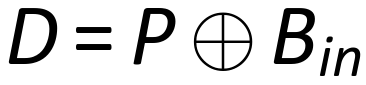 D = P ⊕ B_in